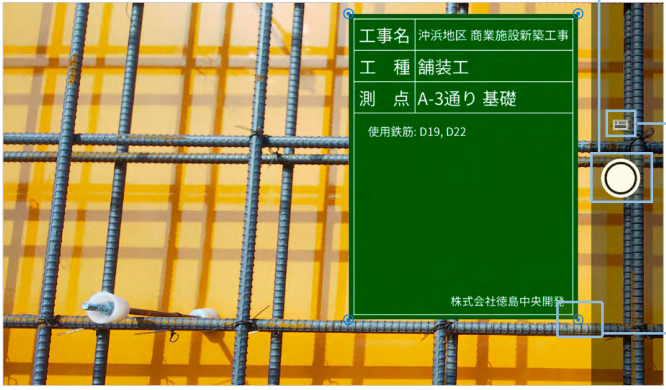 工事名 沖浜地区 商業施設新築工事
工 種 舗装工
測 点 A-3通り 基礎
使用鉄筋: D19, D22
株式会社徳島中央開発